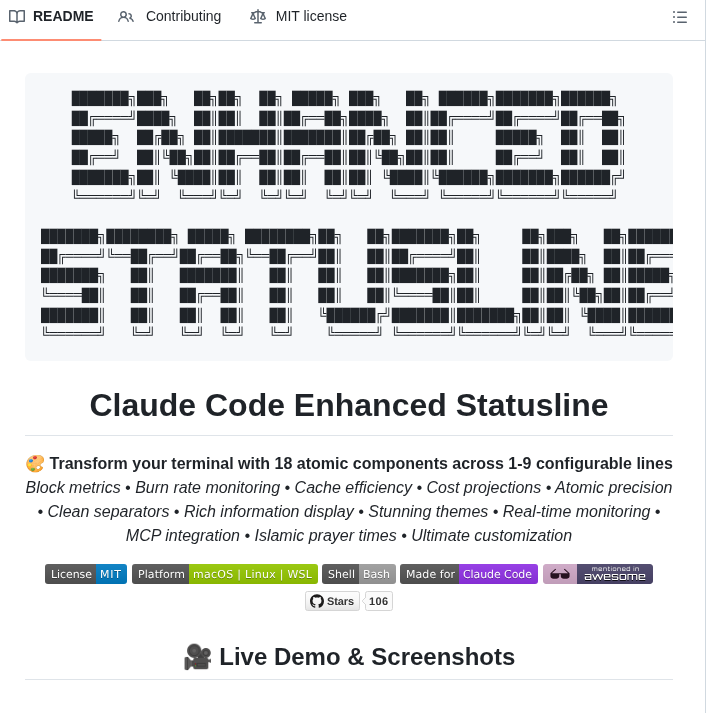 README
Contributing
MIT license
ENHANCED
STATUSLINE
Claude Code Enhanced Statusline
🎨 Transform your terminal with 18 atomic components across 1-9 configurable lines
Block metrics • Burn rate monitoring • Cache efficiency • Cost projections • Atomic precision
• Clean separators • Rich information display • Stunning themes • Real-time monitoring •
MCP integration • Islamic prayer times • Ultimate customization
License MIT
Platform macOS | Linux | WSL
Shell Bash
Made for Claude Code
mentioned in awesome
Stars 106
🎥 Live Demo & Screenshots